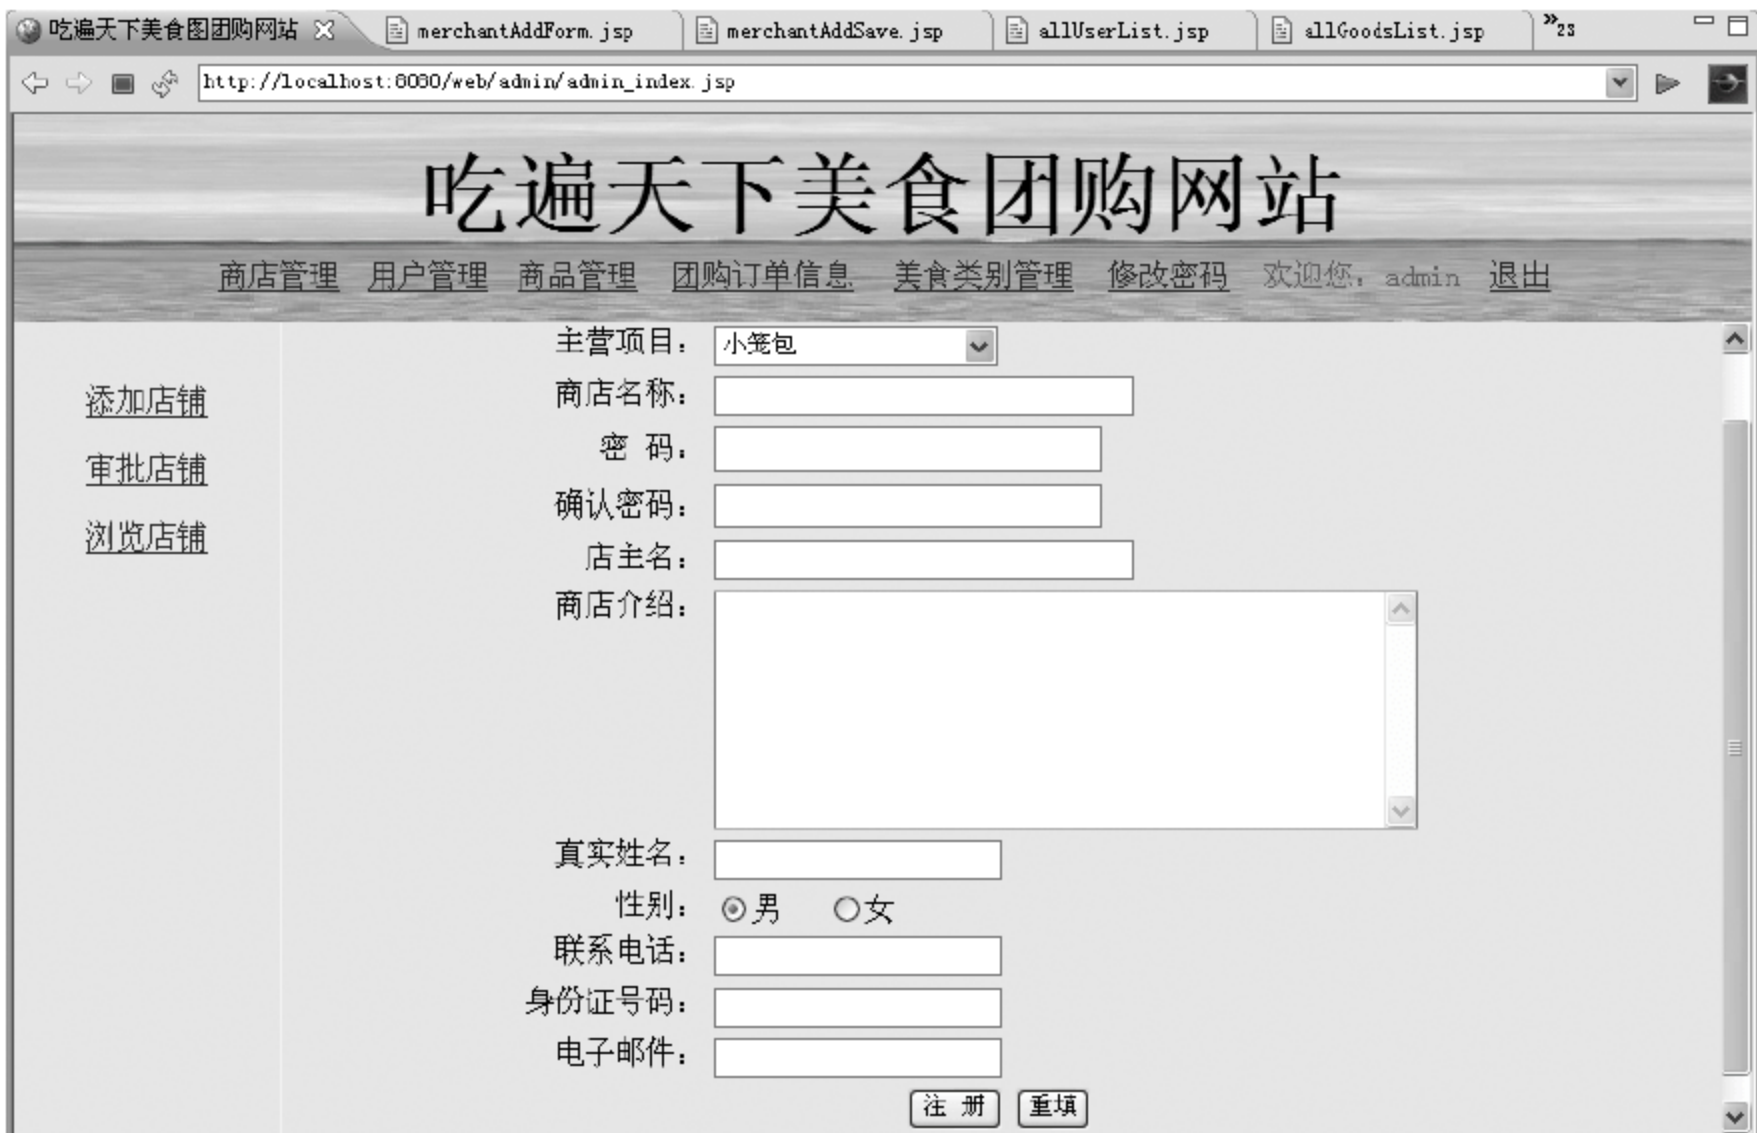 吃遍天下美食图团购网站 merchantAddForm.jsp merchantAddSave.jsp allUserList.jsp allGoodsList.jsp »23
http://localhost:8080/web/admin/admin_index.jsp
吃遍天下美食团购网站
商店管理 用户管理 商品管理 团购订单信息 美食类别管理 修改密码 欢迎您：admin 退出
添加店铺
审批店铺
浏览店铺
主营项目： 小笼包
商店名称：
密 码：
确认密码：
店主名：
商店介绍：
真实姓名：
性别： 男 女
联系电话：
身份证号码：
电子邮件：
注 册 重填